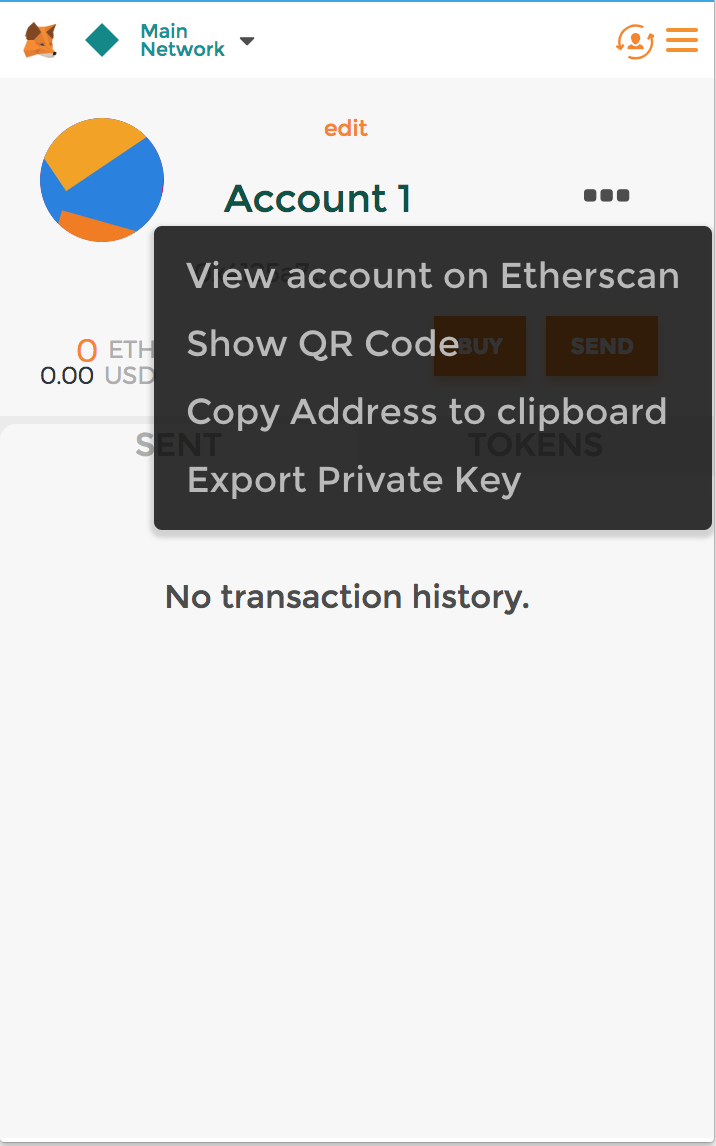 Main
Network
edit
Account 1
View account on Etherscan
0 ETH
Show QR Code
BUY
SEND
0.00 USD
Copy Address to clipboard
SENT
TOKENS
Export Private Key
No transaction history.